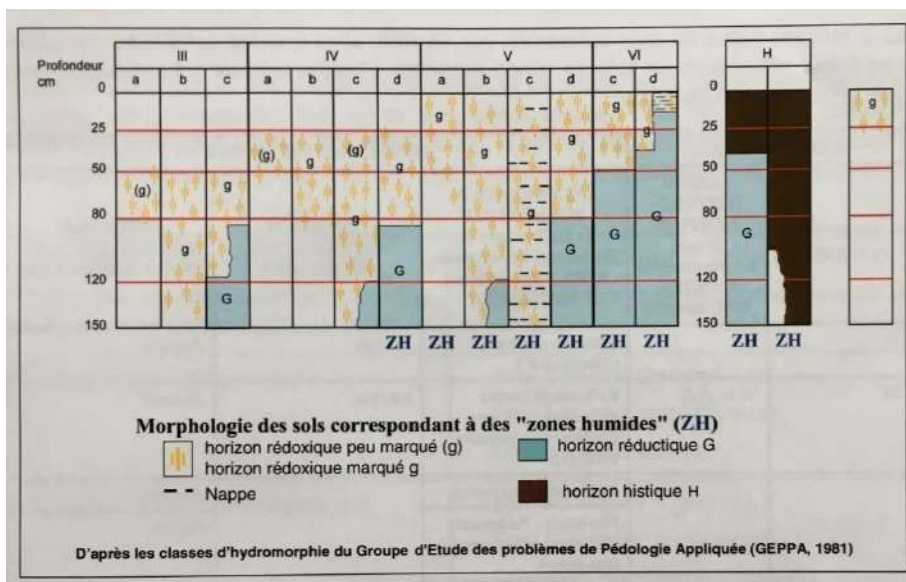 Profondeur
cm
III IV V VI H
a b c a b c d a b c d c d
0
25
50
80
120
150
(g) g g G
(g) g (g) g g G
g g g g G
g G g G
0
25
50
80
120
150
G
g
ZH ZH ZH ZH ZH ZH ZH ZH ZH
Morphologie des sols correspondant à des "zones humides" (ZH)
horizon rédoxique peu marqué (g)
horizon rédoxique marqué g
Nappe
horizon réductique G
horizon histique H
D'après les classes d'hydromorphie du Groupe d'Etude des problèmes de Pédologie Appliquée (GEPPA, 1981)